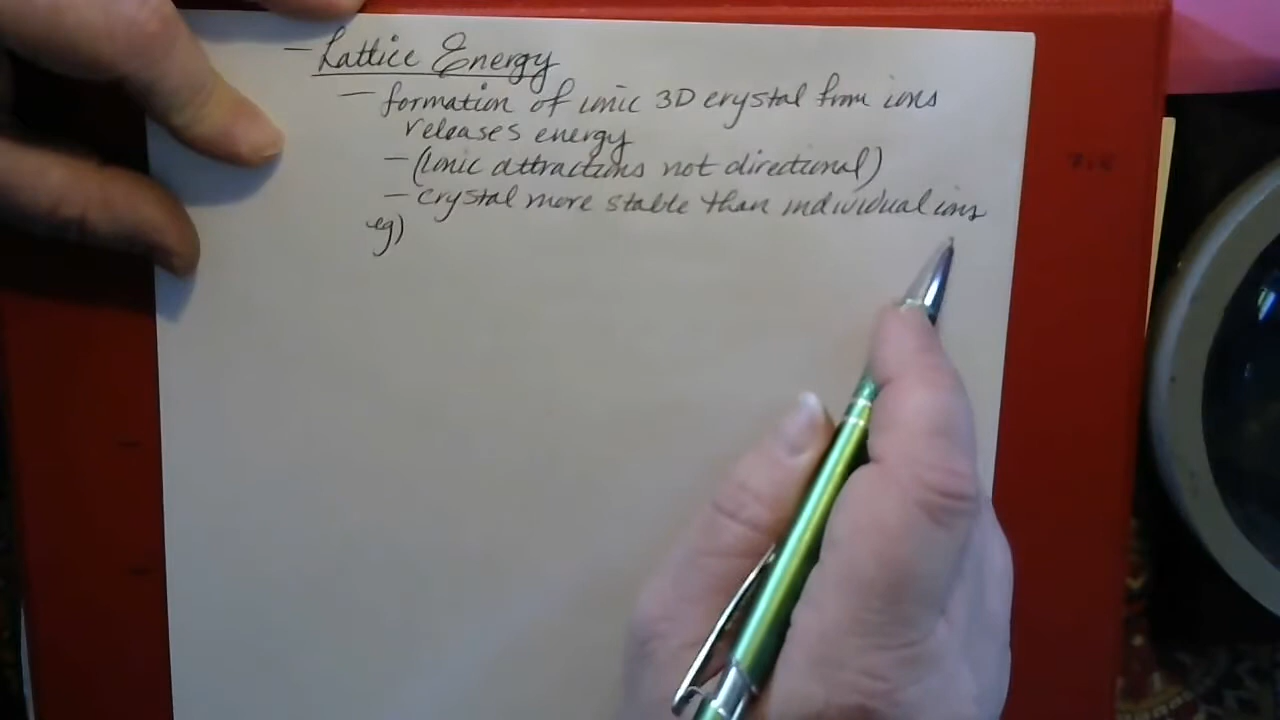 - Lattice Energy
- formation of ionic 3D crystal from ions
releases energy
- (Ionic attractions not directional)
- crystal more stable than individual ions
eg)